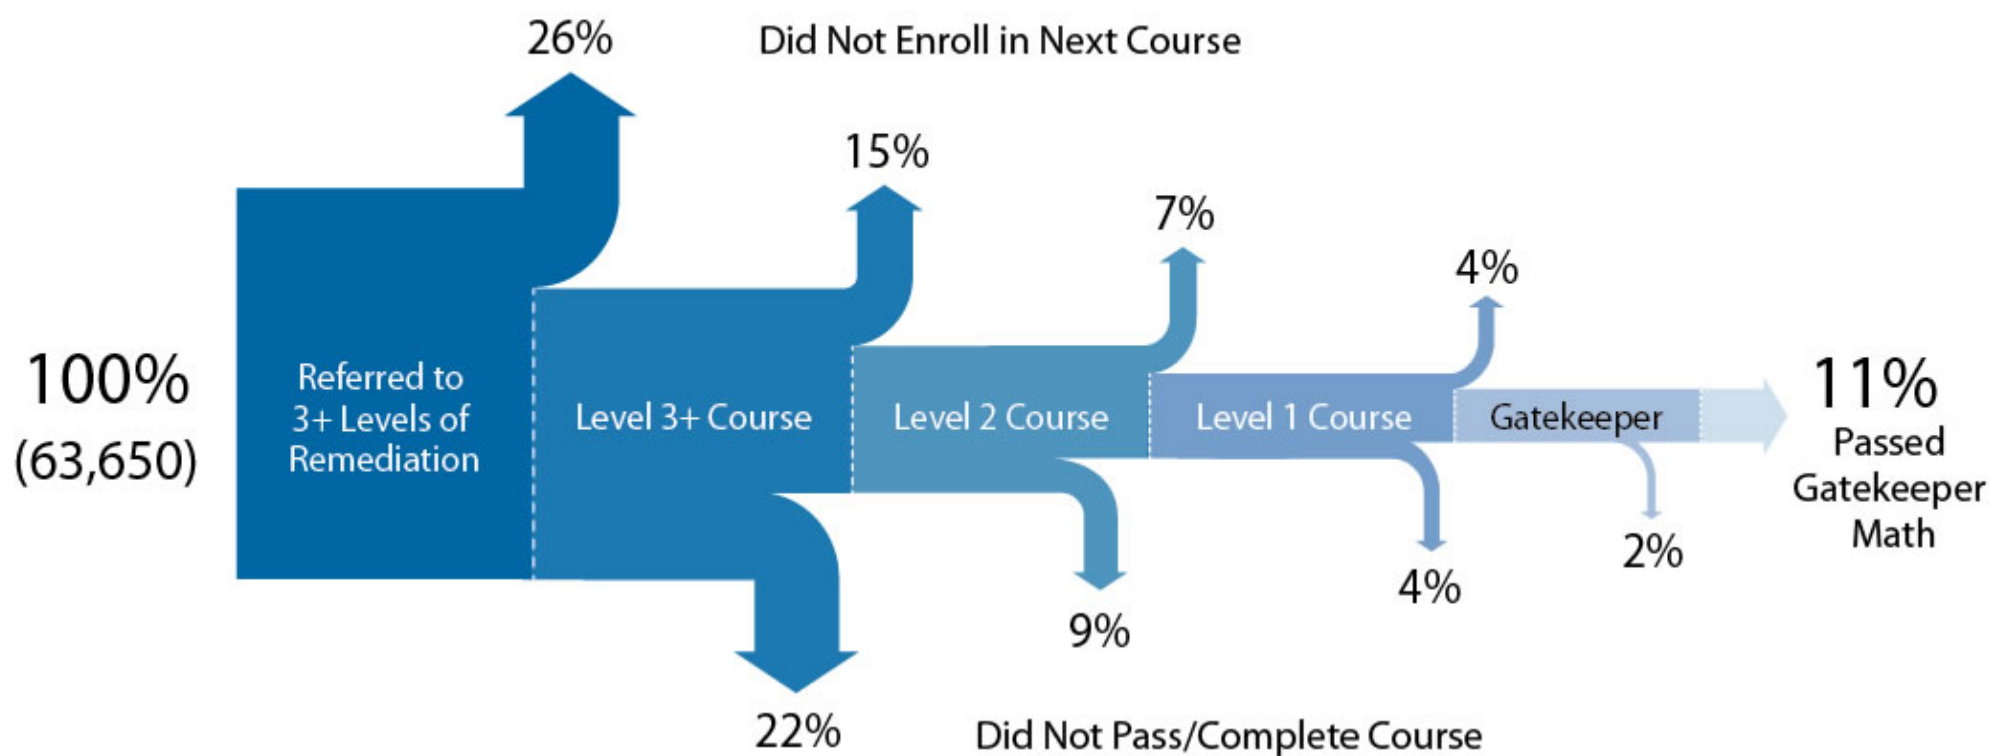 26%
Did Not Enroll in Next Course
15%
7%
4%
100%
(63,650)
Referred to
3+ Levels of
Remediation
Level 3+ Course
Level 2 Course
Level 1 Course
Gatekeeper
11%
Passed
Gatekeeper
Math
2%
4%
9%
22%
Did Not Pass/Complete Course